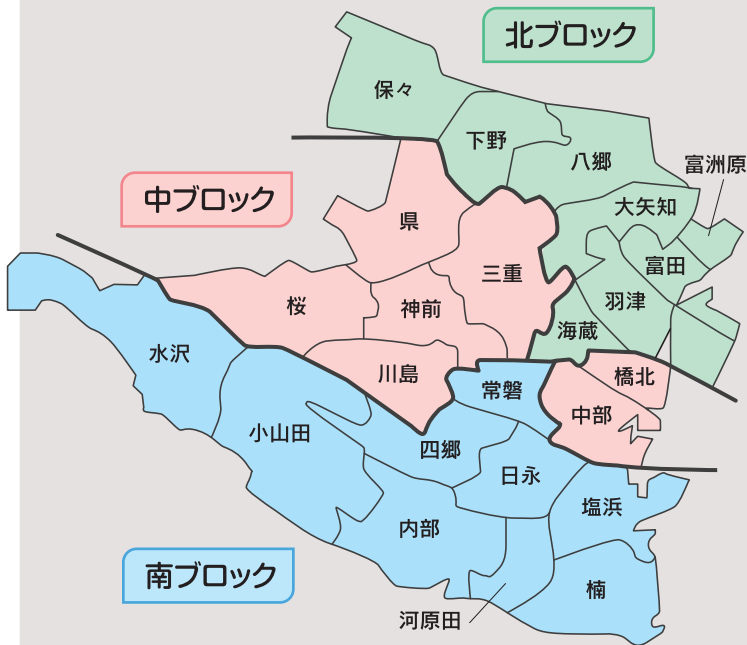 北ブロック
保々
下野
八郷
富洲原
中ブロック
大矢知
県
富田
三重
羽津
桜
神前
海蔵
水沢
川島
橋北
常磐
中部
小山田
四郷
日永
塩浜
内部
南ブロック
楠
河原田